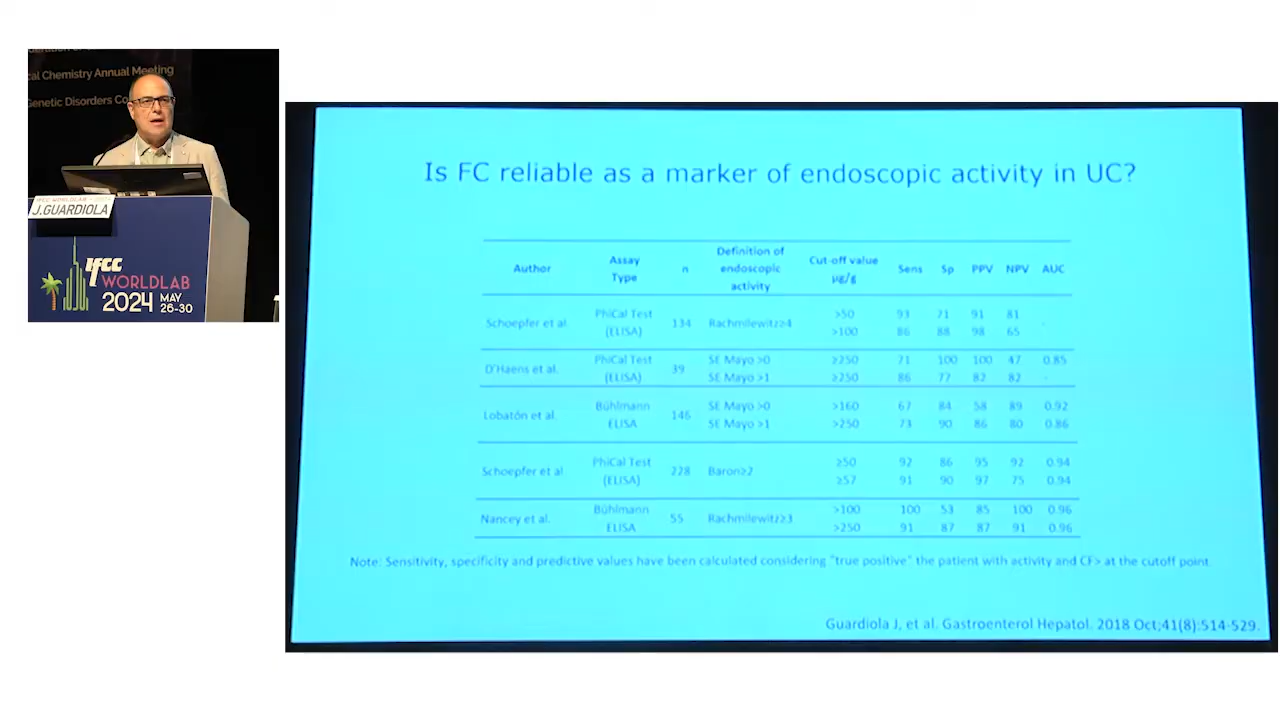 cal Chemistry Annual Meeting
Genetic Disorders Co
IFCC WORLDLAB
J.GUARDIOLA
IFCC
WORLDLAB
2024 MAY
26-30
Is FC reliable as a marker of endoscopic activity in UC?
Author Assay Type n Definition of endoscopic activity Cut-off value µg/g Sens Sp PPV NPV AUC
Schoepfer et al. PhiCal Test (ELISA) 134 Rachmilewitz≥4 >50 93 71 91 81
>100 86 88 98 65
D'Haens et al. PhiCal Test (ELISA) 39 SE Mayo >0 ≥250 71 100 100 47 0.85
SE Mayo >1 ≥250 86 77 82 82 -
Lobatón et al. Bühlmann ELISA 146 SE Mayo >0 >160 67 84 58 89 0.92
SE Mayo >1 >250 73 90 86 80 0.86
Schoepfer et al. PhiCal Test (ELISA) 228 Baron≥2 ≥50 92 86 95 92 0.94
≥57 91 90 97 75 0.94
Nancey et al. Bühlmann ELISA 55 Rachmilewitz≥3 >100 100 53 85 100 0.96
>250 91 87 87 91 0.96
Note: Sensitivity, specificity and predictive values have been calculated considering "true positive" the patient with activity and CF> at the cutoff point.
Guardiola J, et al. Gastroenterol Hepatol. 2018 Oct;41(8):514-529.